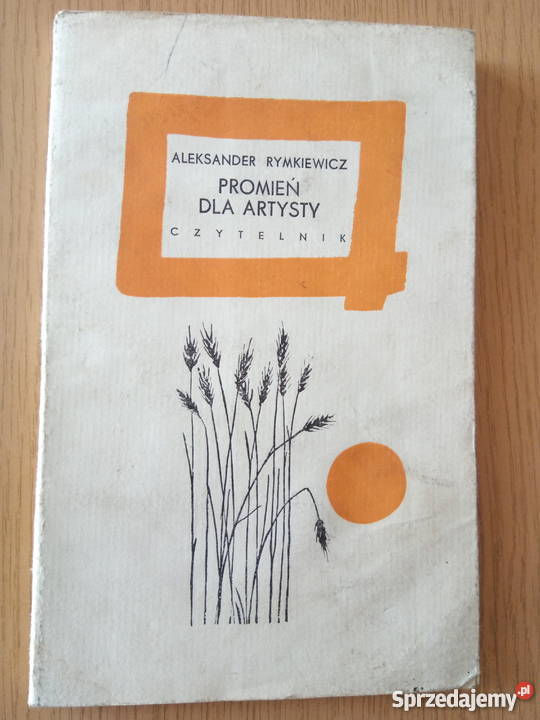 ALEKSANDER RYMKIEWICZ
PROMIEŃ
DLA ARTYSTY
CZYTELNIK
Sprzedajemy.pl